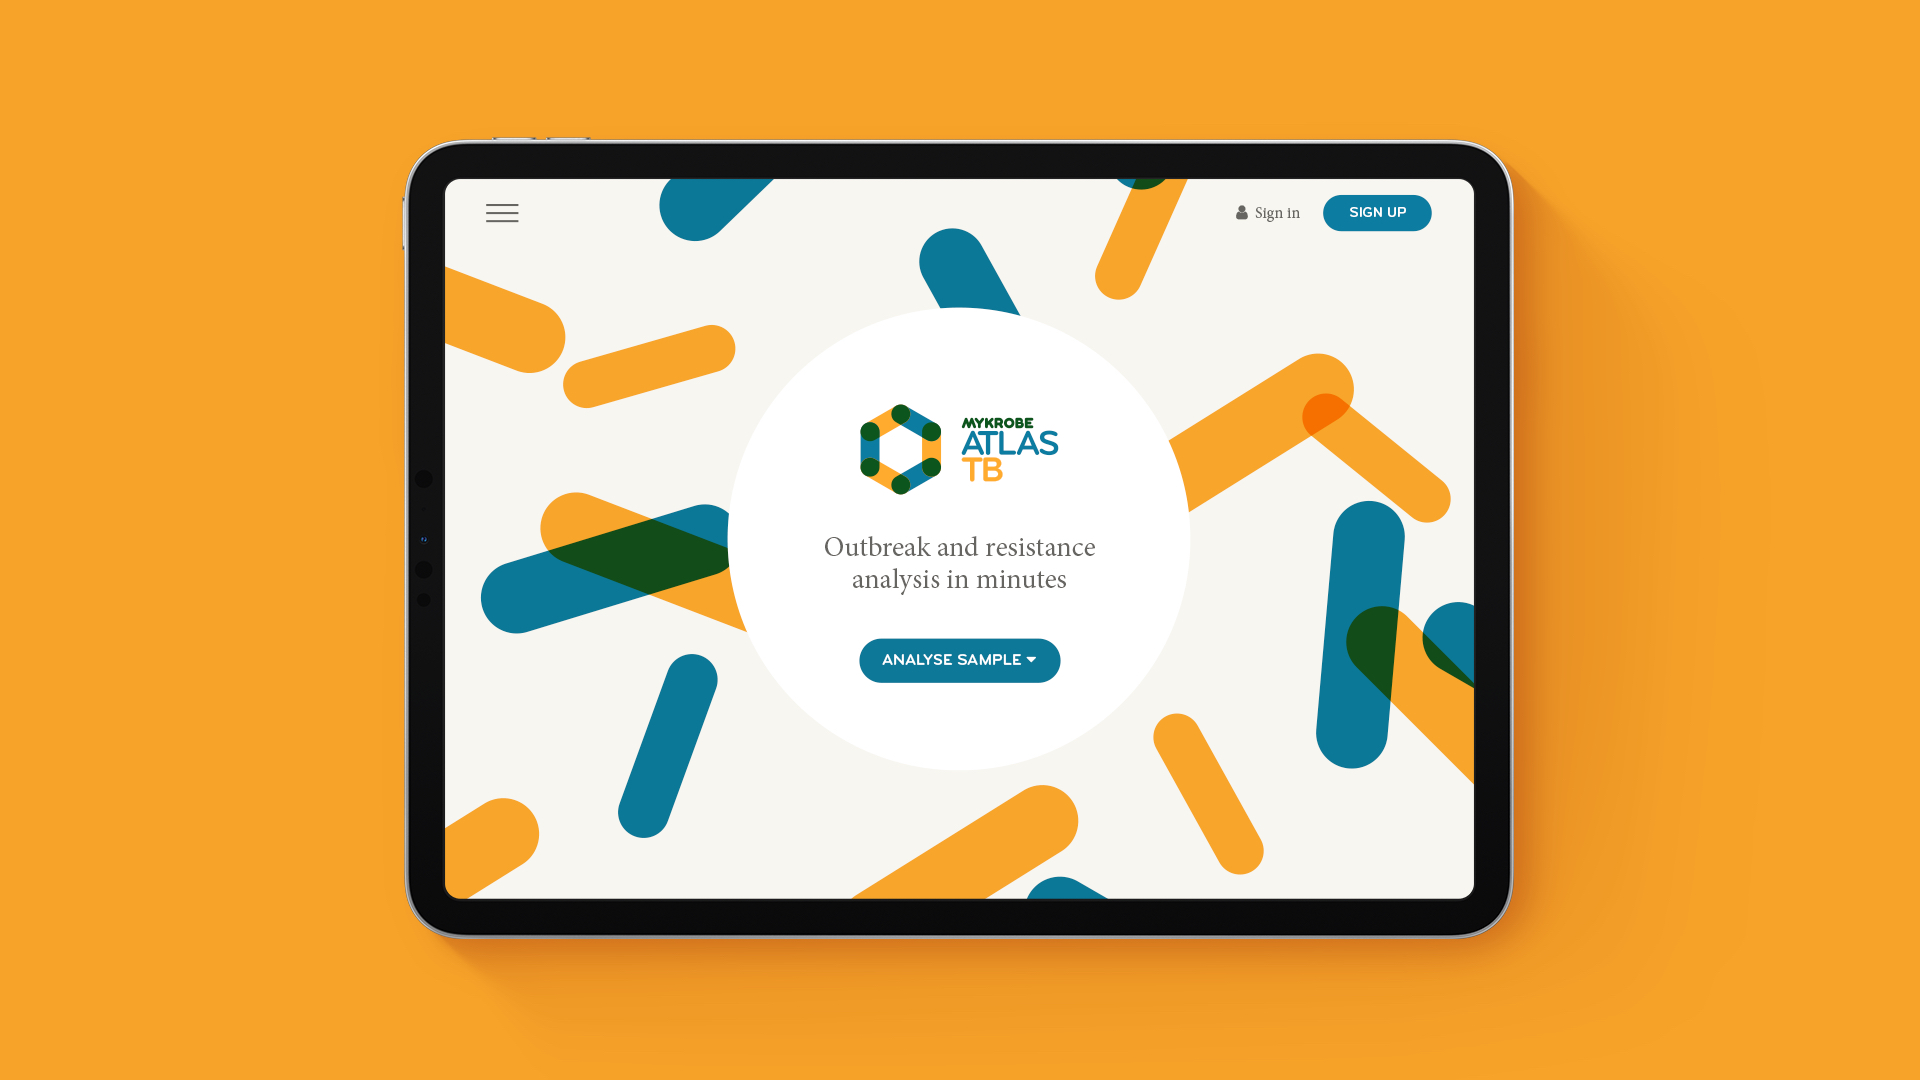 Sign in
SIGN UP
MYKROBE
ATLAS
TB
Outbreak and resistance
analysis in minutes
ANALYSE SAMPLE